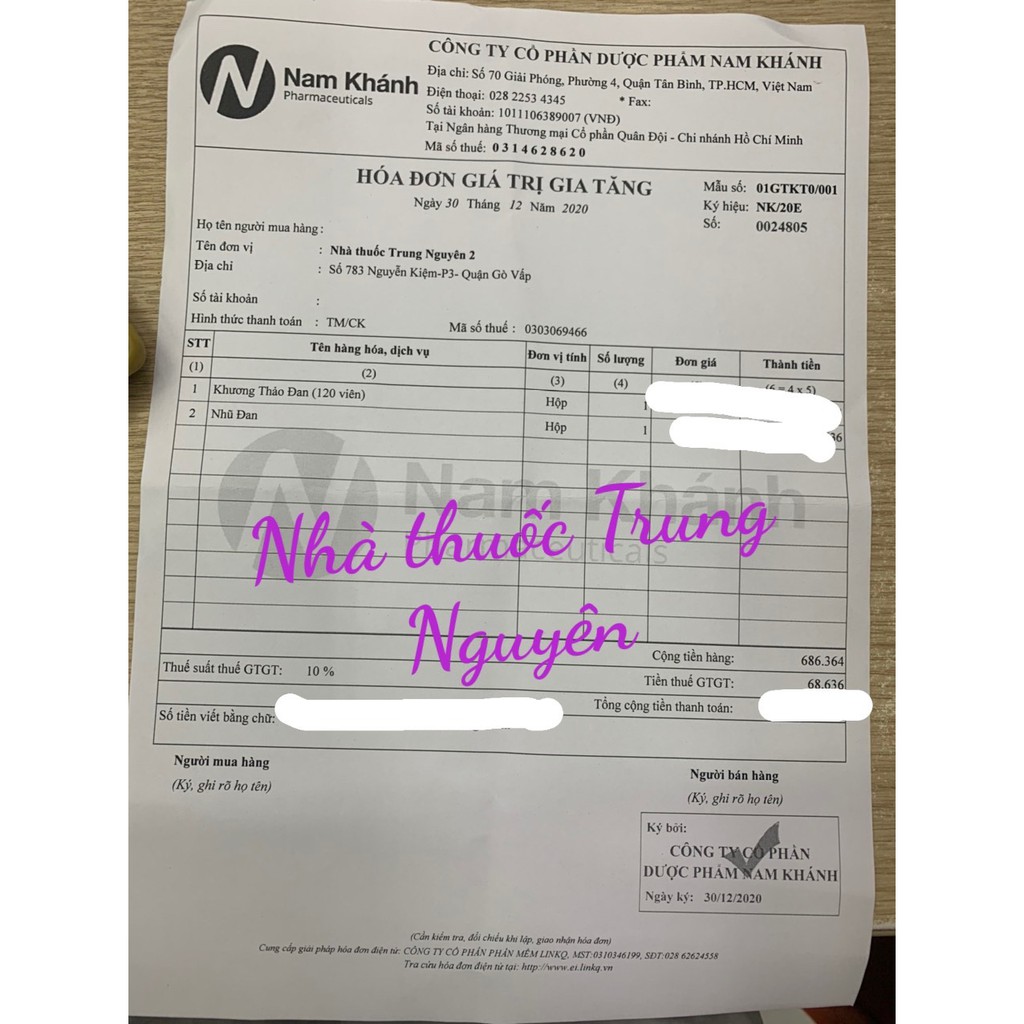 Nam Khánh
Pharmaceuticals
CÔNG TY CỔ PHẦN DƯỢC PHẨM NAM KHÁNH
Địa chỉ: Số 70 Giải Phóng, Phường 4, Quận Tân Bình, TP.HCM, Việt Nam
Điện thoại: 028 2253 4345 * Fax:
Số tài khoản: 1011106389007 (VNĐ)
Tại Ngân hàng Thương mại Cổ phần Quân Đội - Chi nhánh Hồ Chí Minh
Mã số thuế: 0314628620
HÓA ĐƠN GIÁ TRỊ GIA TĂNG
Ngày 30 Tháng 12 Năm 2020
Mẫu số: 01GTKT0/001
Ký hiệu: NK/20E
Số: 0024805
Họ tên người mua hàng:
Tên đơn vị : Nhà thuốc Trung Nguyên 2
Địa chỉ : Số 783 Nguyễn Kiệm-P3- Quận Gò Vấp
Số tài khoản :
Hình thức thanh toán : TM/CK Mã số thuế : 0303069466
STT Tên hàng hóa, dịch vụ Đơn vị tính Số lượng Đơn giá Thành tiền
(1) (2) (3) (4) (6 = 4 x 5)
1 Khương Thảo Đan (120 viên) Hộp 1
2 Nhũ Đan Hộp 1 36
Nam Khánh
Pharmaceuticals
Nhà thuốc Trung
Nguyên
Cộng tiền hàng: 686.364
Thuế suất thuế GTGT: 10 % Tiền thuế GTGT: 68.636
Tổng cộng tiền thanh toán:
Số tiền viết bằng chữ:
Người mua hàng
(Ký, ghi rõ họ tên)
Người bán hàng
(Ký, ghi rõ họ tên)
Ký bởi:
CÔNG TY CỔ PHẦN
DƯỢC PHẨM NAM KHÁNH
Ngày ký: 30/12/2020
(Cần kiểm tra, đối chiếu khi lập, giao nhận hóa đơn)
Cung cấp giải pháp hóa đơn điện tử: CÔNG TY CỔ PHẦN PHẦN MỀM LINKQ, MST:0310346199, SĐT:028 62624558
Tra cứu hóa đơn điện tử tại: http://www.ei.linkq.vn